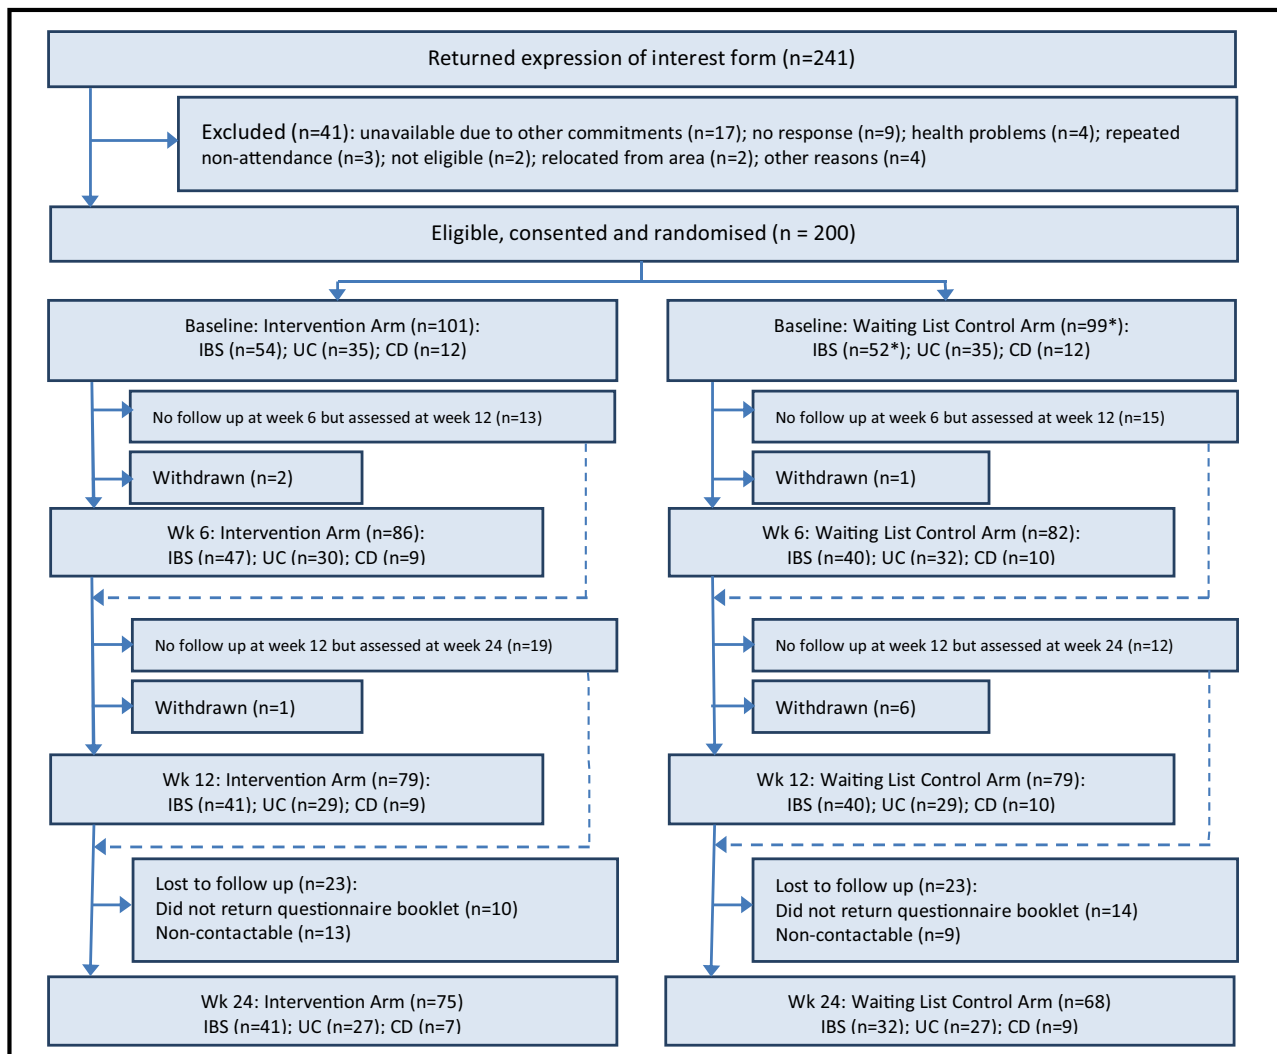 Returned expression of interest form (n=241)
Excluded (n=41): unavailable due to other commitments (n=17); no response (n=9); health problems (n=4); repeated
non-attendance (n=3); not eligible (n=2); relocated from area (n=2); other reasons (n=4)
Eligible, consented and randomised (n = 200)
Baseline: Intervention Arm (n=101):
IBS (n=54); UC (n=35); CD (n=12)
Baseline: Waiting List Control Arm (n=99*):
IBS (n=52*); UC (n=35); CD (n=12)
No follow up at week 6 but assessed at week 12 (n=13)
No follow up at week 6 but assessed at week 12 (n=15)
Withdrawn (n=2)
Withdrawn (n=1)
Wk 6: Intervention Arm (n=86):
IBS (n=47); UC (n=30); CD (n=9)
Wk 6: Waiting List Control Arm (n=82):
IBS (n=40); UC (n=32); CD (n=10)
No follow up at week 12 but assessed at week 24 (n=19)
No follow up at week 12 but assessed at week 24 (n=12)
Withdrawn (n=1)
Withdrawn (n=6)
Wk 12: Intervention Arm (n=79):
IBS (n=41); UC (n=29); CD (n=9)
Wk 12: Waiting List Control Arm (n=79):
IBS (n=40); UC (n=29); CD (n=10)
Lost to follow up (n=23):
Did not return questionnaire booklet (n=10)
Non-contactable (n=13)
Lost to follow up (n=23):
Did not return questionnaire booklet (n=14)
Non-contactable (n=9)
Wk 24: Intervention Arm (n=75)
IBS (n=41); UC (n=27); CD (n=7)
Wk 24: Waiting List Control Arm (n=68)
IBS (n=32); UC (n=27); CD (n=9)